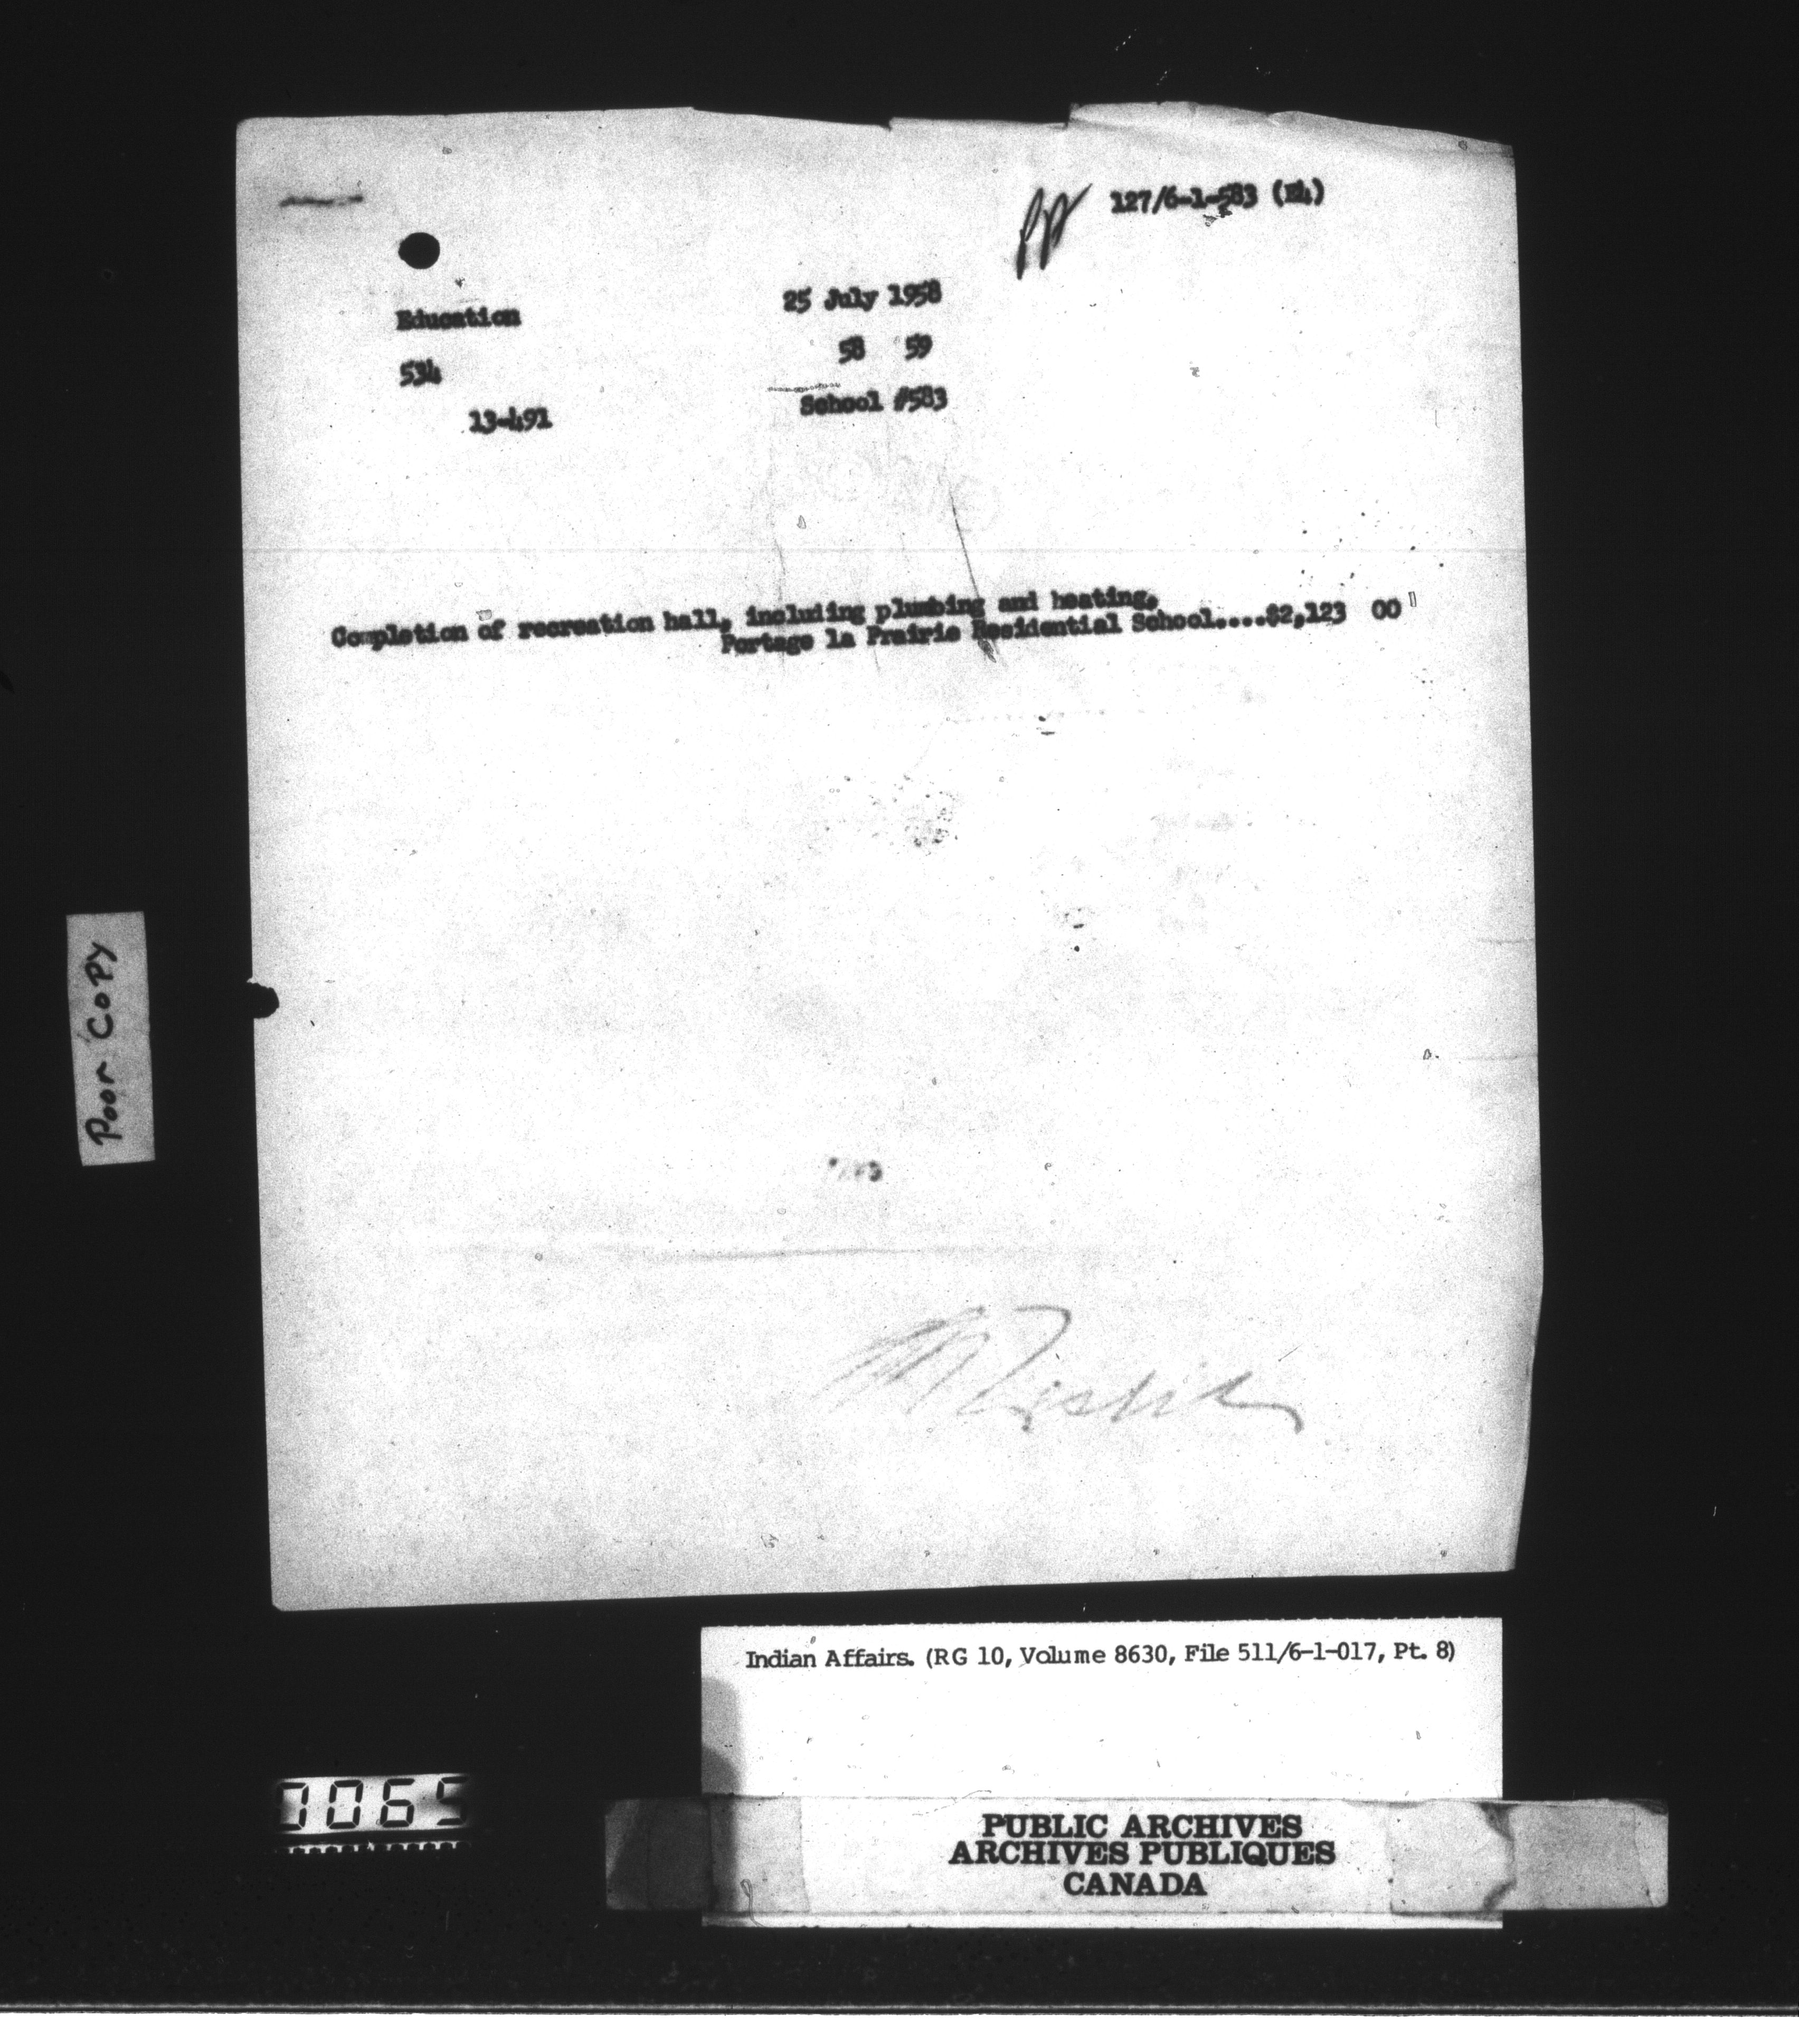 127/6-1-583 (E4)
Education
25 July 1958
534
58 59
13-491
School #583
Completion of recreation hall, including plumbing and heating,
Portage la Prairie Residential School....$2,123 00
Poor Copy
Indian Affairs. (RG 10, Volume 8630, File 511/6-1-017, Pt. 8)
0065
PUBLIC ARCHIVES
ARCHIVES PUBLIQUES
CANADA